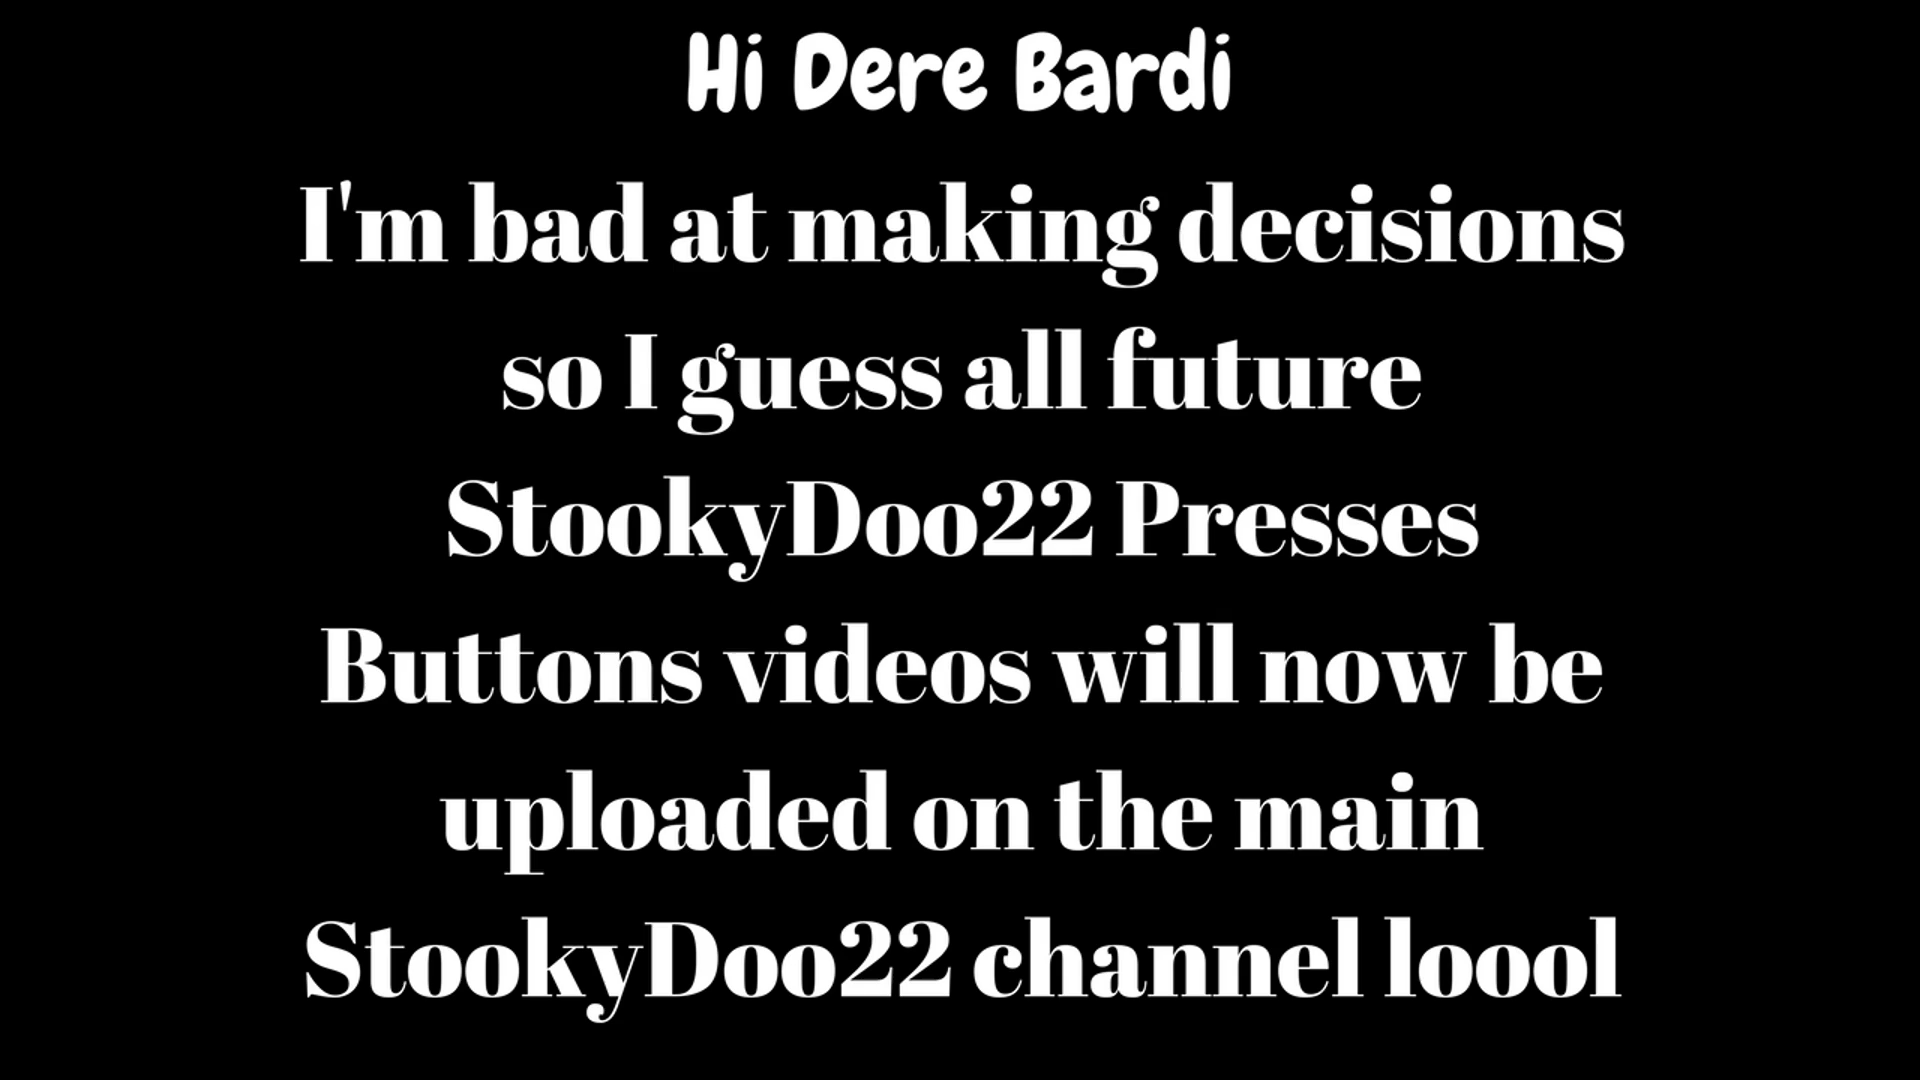 Hi Dere Bardi
I'm bad at making decisions
so I guess all future
StookyDoo22 Presses
Buttons videos will now be
uploaded on the main
StookyDoo22 channel loool